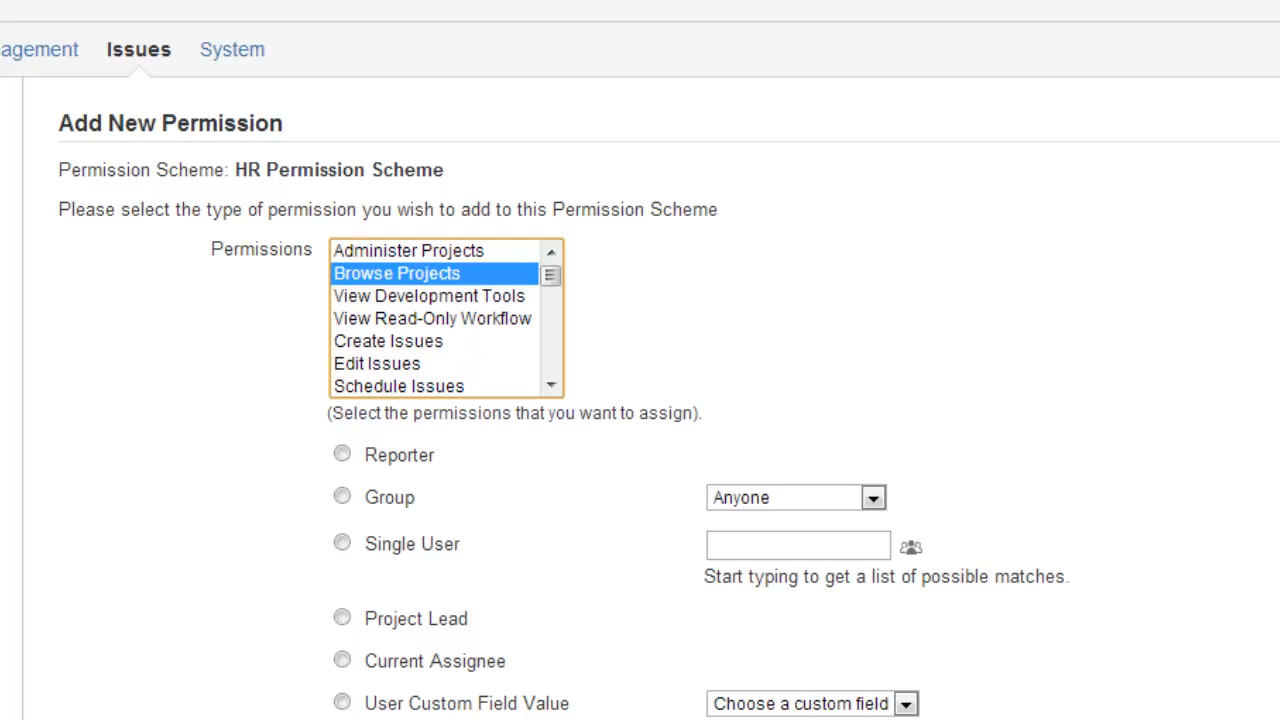 agement Issues System
Add New Permission
Permission Scheme: HR Permission Scheme
Please select the type of permission you wish to add to this Permission Scheme
Permissions
Administer Projects
Browse Projects
View Development Tools
View Read-Only Workflow
Create Issues
Edit Issues
Schedule Issues
(Select the permissions that you want to assign).
Reporter
Group Anyone
Single User
Start typing to get a list of possible matches.
Project Lead
Current Assignee
User Custom Field Value Choose a custom field